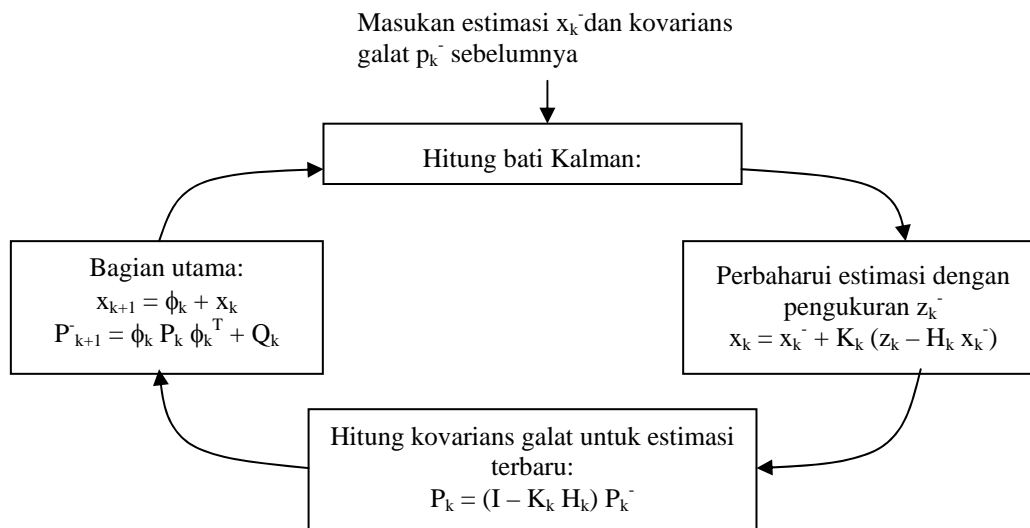 Masukan estimasi xₖ⁻ dan kovarians
galat pₖ⁻ sebelumnya
Hitung bati Kalman:
Perbaharui estimasi dengan
pengukuran zₖ⁻
xₖ = xₖ⁻ + Kₖ (zₖ – Hₖ xₖ⁻)
Hitung kovarians galat untuk estimasi
terbaru:
Pₖ = (I – Kₖ Hₖ) Pₖ⁻
Bagian utama:
xₖ₊₁ = ϕₖ + xₖ
P⁻ₖ₊₁ = ϕₖ Pₖ ϕₖᵀ + Qₖ